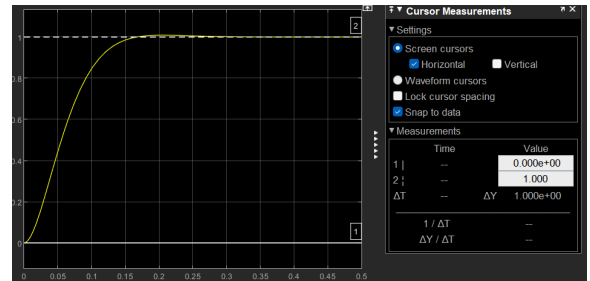 2
1
0.8
0.6
0.4
0.2
0
1
0 0.05 0.1 0.15 0.2 0.25 0.3 0.35 0.4 0.45 0.5
Cursor Measurements
Settings
Screen cursors
Horizontal Vertical
Waveform cursors
Lock cursor spacing
Snap to data
Measurements
Time Value
1 | -- 0.000e+00
2 ¦ -- 1.000
ΔT -- ΔY 1.000e+00
1 / ΔT --
ΔY / ΔT --